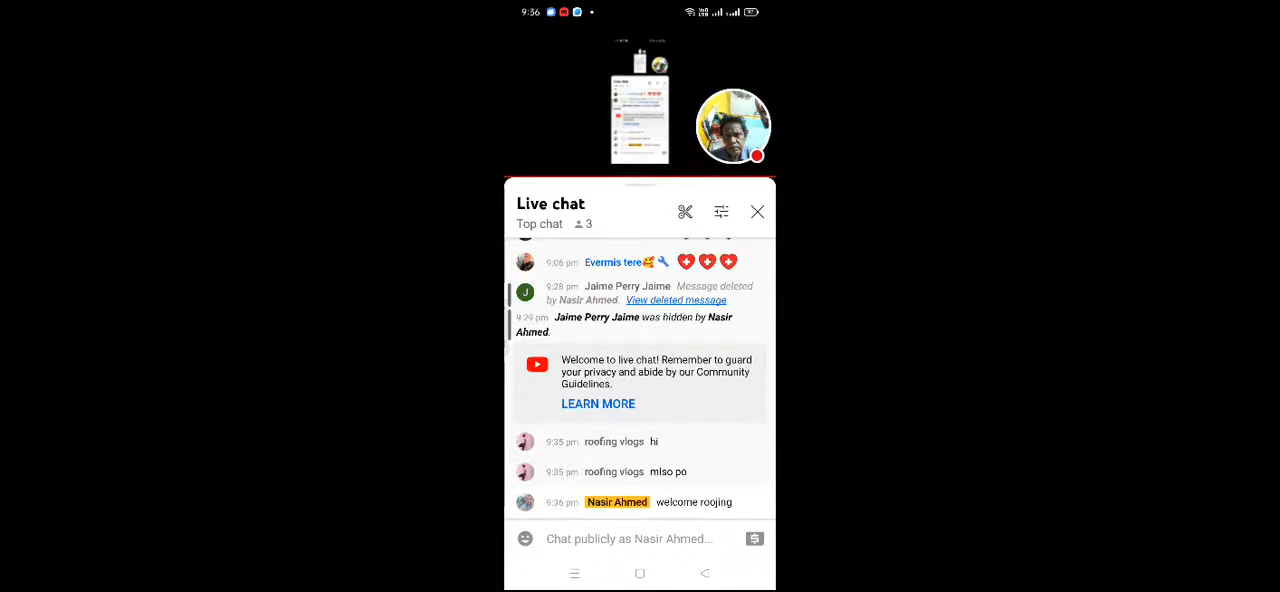 9:36
Live chat
Top chat 3
9:06 pm Evermis tere
9:28 pm Jaime Perry Jaime Message deleted
by Nasir Ahmed. View deleted message
9:29 pm Jaime Perry Jaime was hidden by Nasir
Ahmed.
Welcome to live chat! Remember to guard
your privacy and abide by our Community
Guidelines.
LEARN MORE
9:35 pm roofing vlogs hi
9:35 pm roofing vlogs mlso po
9:36 pm Nasir Ahmed welcome roojing
Chat publicly as Nasir Ahmed...